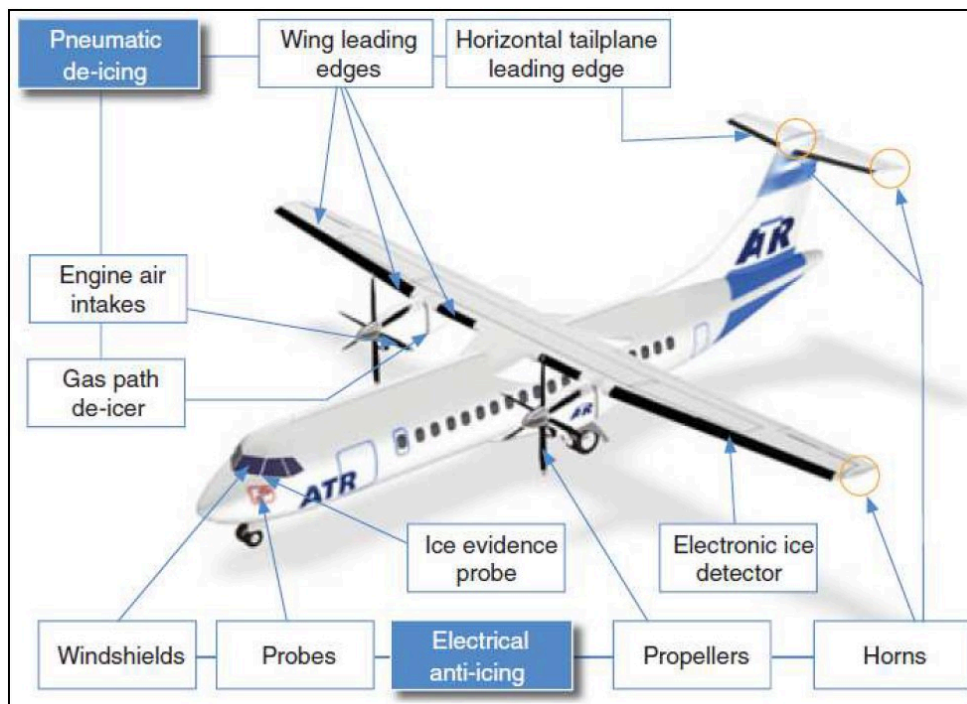 Pneumatic
de-icing
Wing leading
edges
Horizontal tailplane
leading edge
Engine air
intakes
Gas path
de-icer
ATR
ATR
AR
Ice evidence
probe
Electronic ice
detector
Windshields
Probes
Electrical
anti-icing
Propellers
Horns